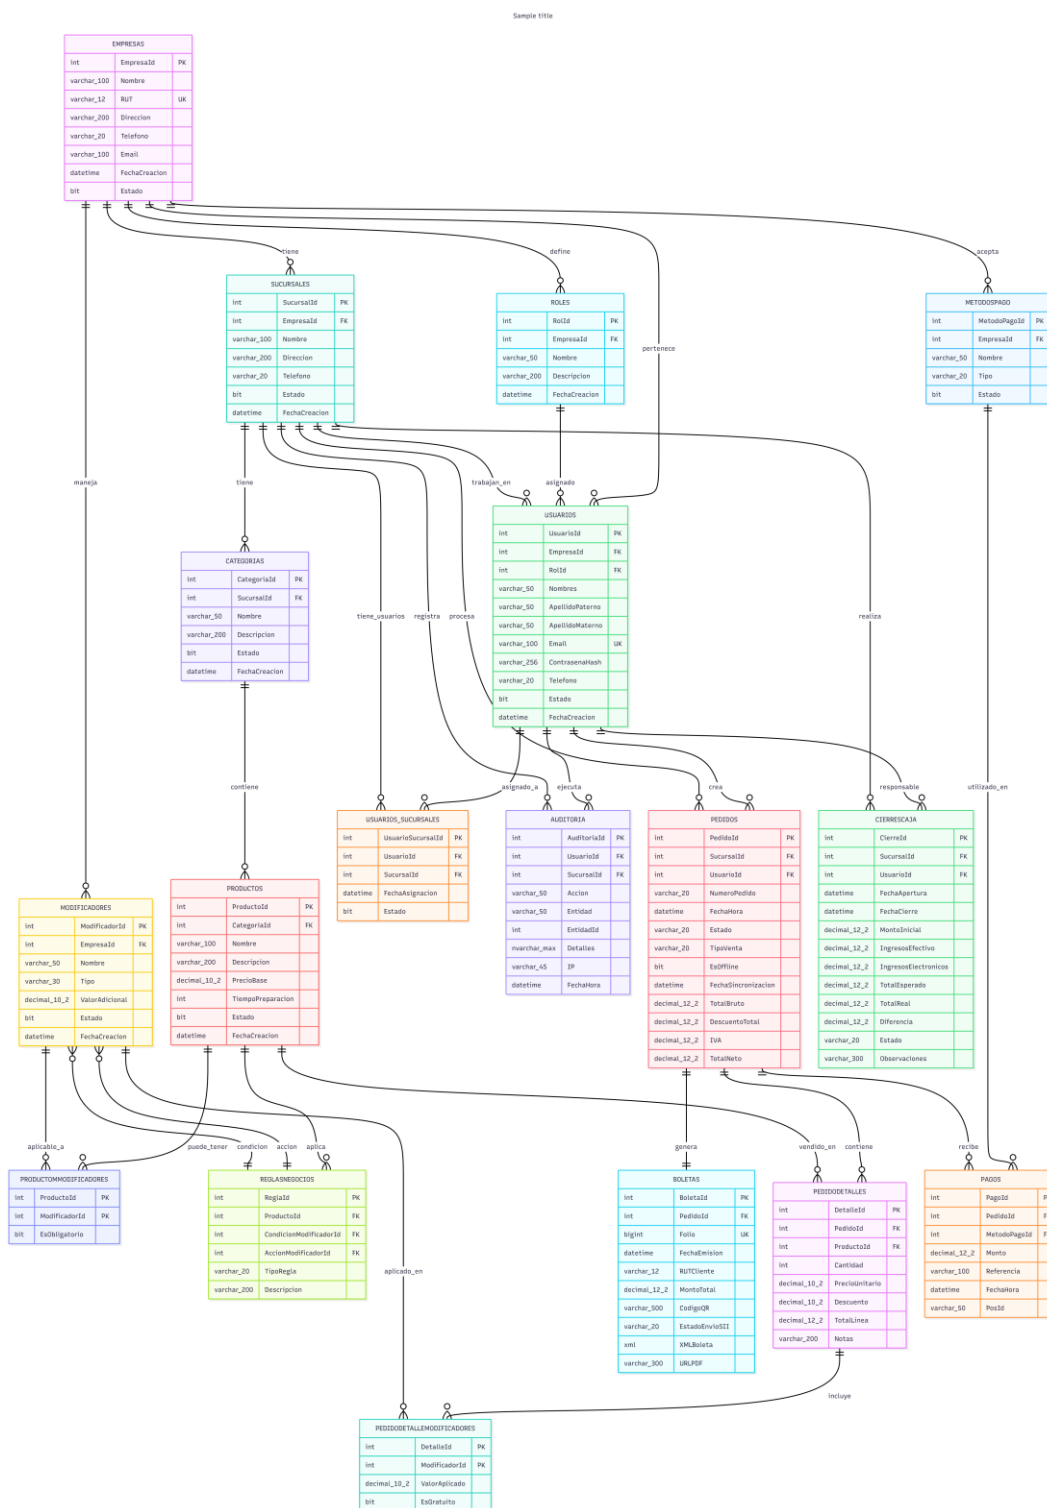 Sample title
EMPRESAS
int EmpresaId PK
varchar_100 Nombre
varchar_12 RUT UK
varchar_200 Direccion
varchar_20 Telefono
varchar_100 Email
datetime FechaCreacion
bit Estado
tiene
define
acepta
SUCURSALES
int SucursalId PK
int EmpresaId FK
varchar_100 Nombre
varchar_200 Direccion
varchar_20 Telefono
bit Estado
datetime FechaCreacion
ROLES
int RolId PK
int EmpresaId FK
varchar_50 Nombre
varchar_200 Descripcion
datetime FechaCreacion
pertenece
METODOSPAGO
int MetodoPagoId PK
int EmpresaId FK
varchar_50 Nombre
varchar_20 Tipo
bit Estado
maneja
tiene
trabajan_en
asignado
USUARIOS
int UsuarioId PK
int EmpresaId FK
int RolId FK
varchar_50 Nombres
varchar_50 ApellidoPaterno
varchar_50 ApellidoMaterno
varchar_100 Email UK
varchar_256 ContrasenaHash
varchar_20 Telefono
bit Estado
datetime FechaCreacion
CATEGORIAS
int CategoriaId PK
int SucursalId FK
varchar_50 Nombre
varchar_200 Descripcion
bit Estado
datetime FechaCreacion
tiene_usuarios
registra
procesa
realiza
contiene
asignado_a
ejecuta
crea
responsable
utilizado_en
USUARIOS_SUCURSALES
int UsuarioSucursalId PK
int UsuarioId FK
int SucursalId FK
datetime FechaAsignacion
bit Estado
AUDITORIA
int AuditoriaId PK
int UsuarioId FK
int SucursalId FK
varchar_50 Accion
varchar_50 Entidad
int EntidadId
nvarchar_max Detalles
varchar_45 IP
datetime FechaHora
PEDIDOS
int PedidoId PK
int SucursalId FK
int UsuarioId FK
varchar_20 NumeroPedido
datetime FechaHora
varchar_20 Estado
varchar_20 TipoVenta
bit EsOffline
datetime FechaSincronizacion
decimal_12_2 TotalBruto
decimal_12_2 DescuentoTotal
decimal_12_2 IVA
decimal_12_2 TotalNeto
CIERRESCAJA
int CierreId PK
int SucursalId FK
int UsuarioId FK
datetime FechaApertura
datetime FechaCierre
decimal_12_2 MontoInicial
decimal_12_2 IngresosEfectivo
decimal_12_2 IngresosElectronicos
decimal_12_2 TotalEsperado
decimal_12_2 TotalReal
decimal_12_2 Diferencia
varchar_20 Estado
varchar_300 Observaciones
MODIFICADORES
int ModificadorId PK
int EmpresaId FK
varchar_50 Nombre
varchar_30 Tipo
decimal_10_2 ValorAdicional
bit Estado
datetime FechaCreacion
PRODUCTOS
int ProductoId PK
int CategoriaId FK
varchar_100 Nombre
varchar_200 Descripcion
decimal_10_2 PrecioBase
int TiempoPreparacion
bit Estado
datetime FechaCreacion
aplicable_a
puede_tener
condicion
accion
aplica
genera
vendido_en
contiene
recibe
PRODUCTOMMODIFICADORES
int ProductoId PK
int ModificadorId PK
bit EsObligatorio
REGLASNEGOCIOS
int ReglaId PK
int ProductoId FK
int CondicionModificadorId FK
int AccionModificadorId FK
varchar_20 TipoRegla
varchar_200 Descripcion
BOLETAS
int BoletaId PK
int PedidoId FK
bigint Folio UK
datetime FechaEmision
varchar_12 RUTCliente
decimal_12_2 MontoTotal
varchar_500 CodigoQR
varchar_20 EstadoEnvioSII
xml XMLBoleta
varchar_300 URLPDF
PEDIDODETALLES
int DetalleId PK
int PedidoId FK
int ProductoId FK
int Cantidad
decimal_10_2 PrecioUnitario
decimal_10_2 Descuento
decimal_12_2 TotalLinea
varchar_200 Notas
PAGOS
int PagoId
int PedidoId
int MetodoPagoId
decimal_12_2 Monto
varchar_100 Referencia
datetime FechaHora
varchar_50 PosId
aplicado_en
incluye
PEDIDODETALLEMODIFICADORES
int DetalleId PK
int ModificadorId PK
decimal_10_2 ValorAplicado
bit EsGratuito